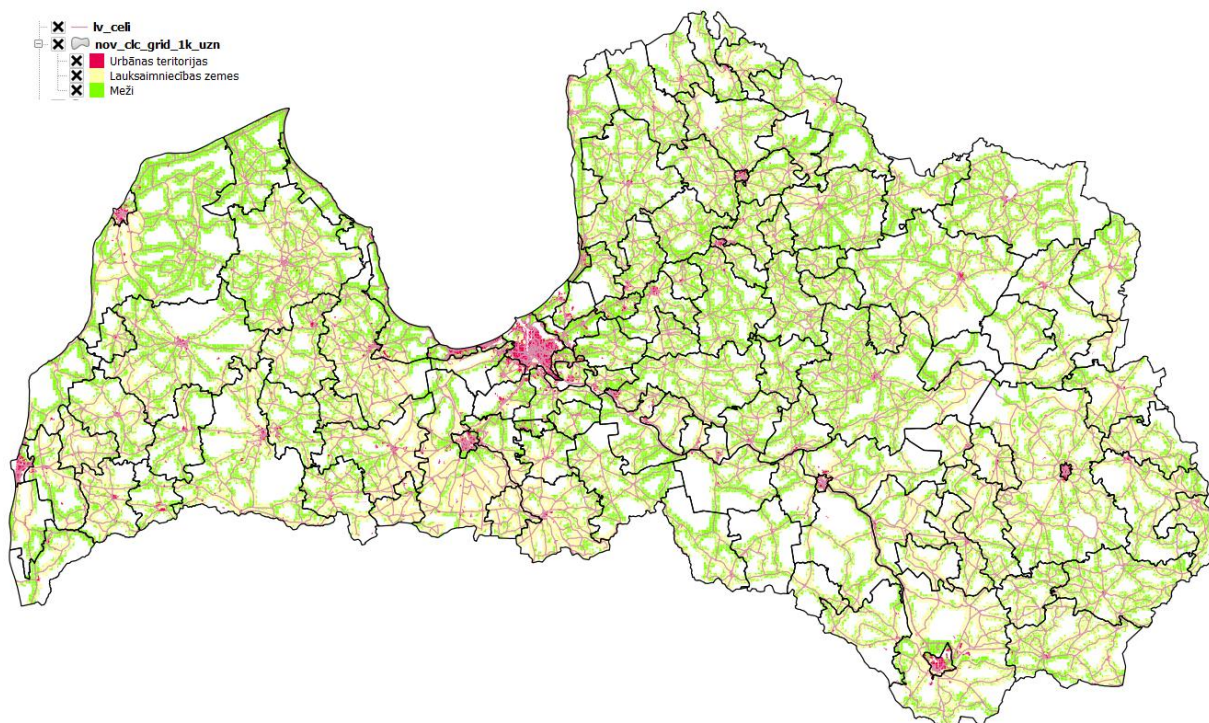 lv_celi
nov_clc_grid_1k_uzn
Urbānas teritorijas
Lauksaimniecības zemes
Meži